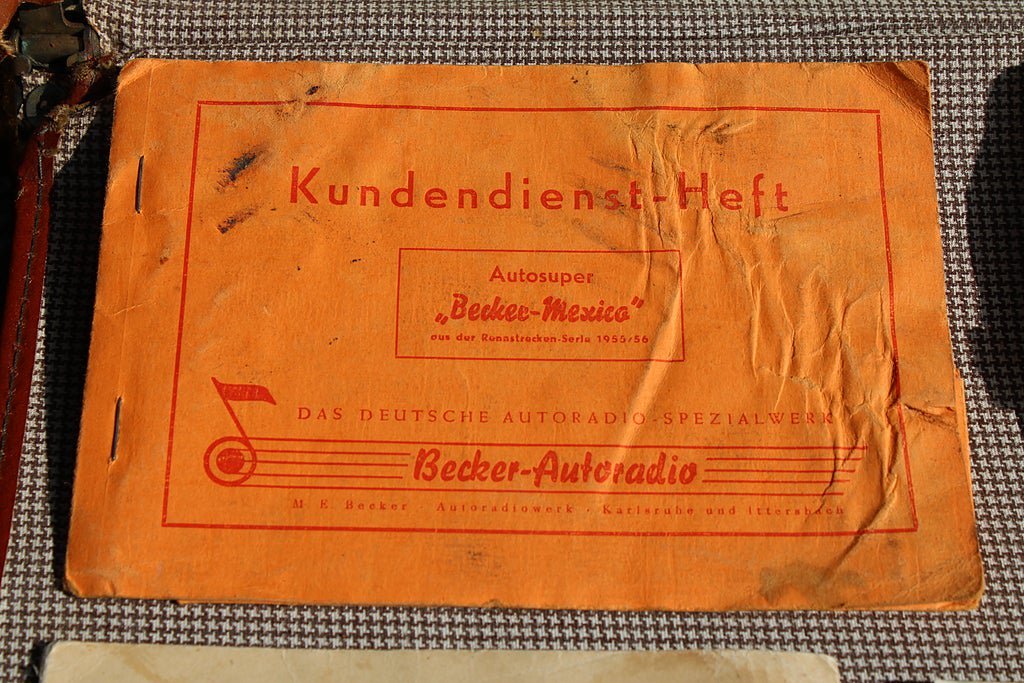 Kundendienst-Heft
Autosuper
„Becker-Mexico"
aus der Rennstrecken-Serie 1955/56
DAS DEUTSCHE AUTORADIO-SPEZIALWERK
Becker-Autoradio
M. E. Becker · Autoradiowerk · Karlsruhe und Ittersbach